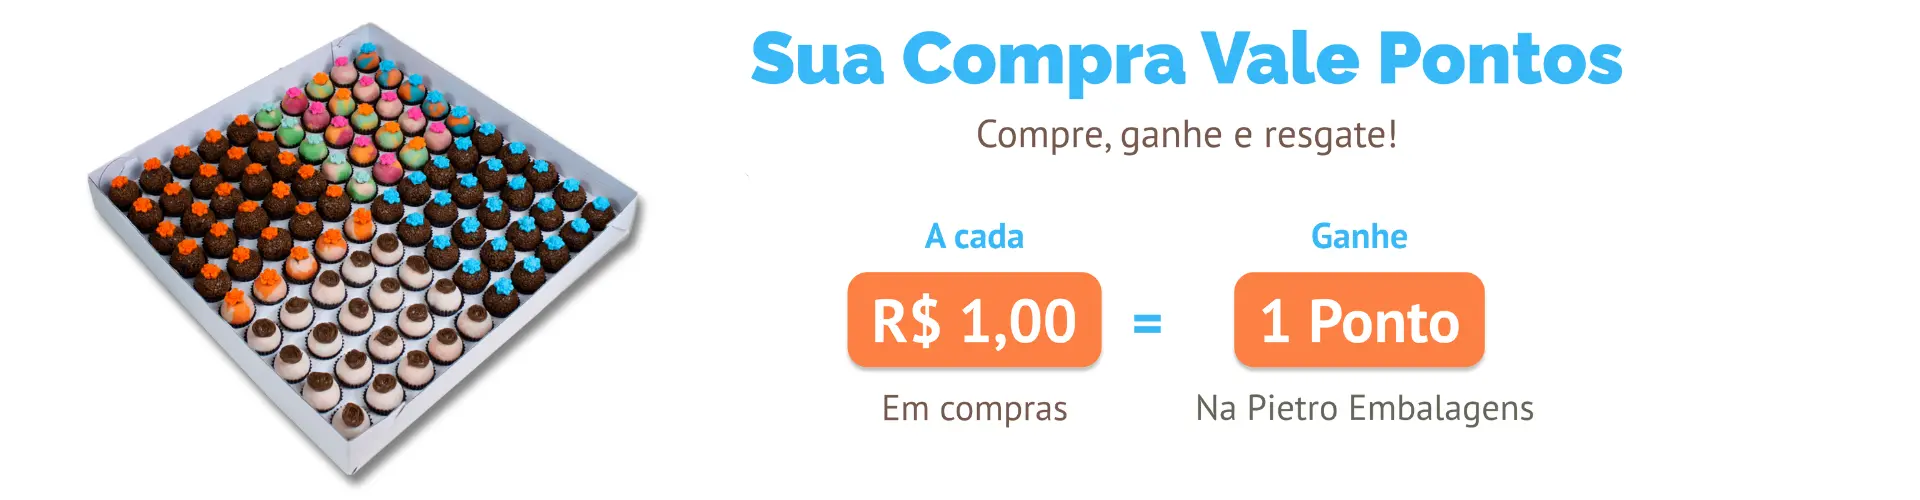 Sua Compra Vale Pontos
Compre, ganhe e resgate!
A cada
R$ 1,00
Em compras
=
Ganhe
1 Ponto
Na Pietro Embalagens